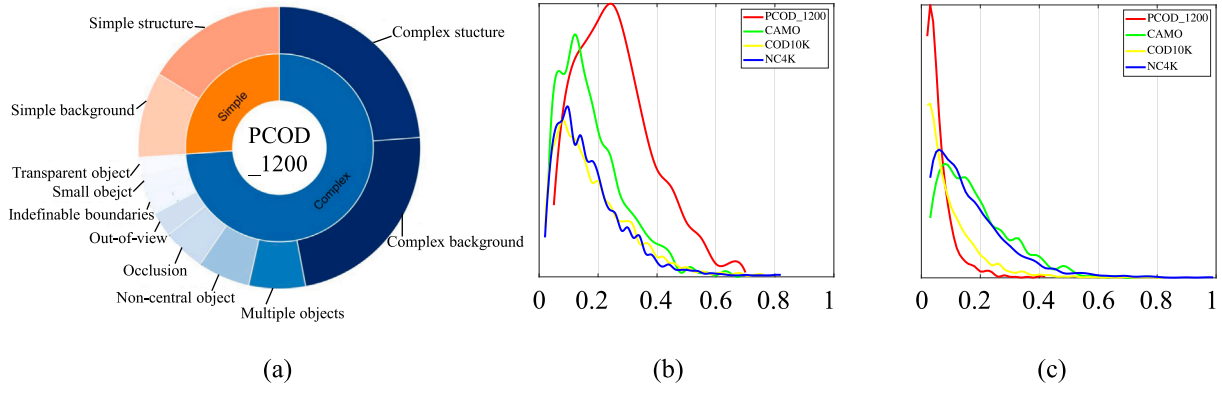 Simple structure
Complex stucture
Simple background
Simple
PCOD
_1200
Transparent object
Small obejct
Complex
Indefinable boundaries
Out-of-view
Complex background
Occlusion
Non-central object
Multiple objects
(a)
PCOD_1200
CAMO
COD10K
NC4K
0 0.2 0.4 0.6 0.8 1
(b)
PCOD_1200
CAMO
COD10K
NC4K
0 0.2 0.4 0.6 0.8 1
(c)